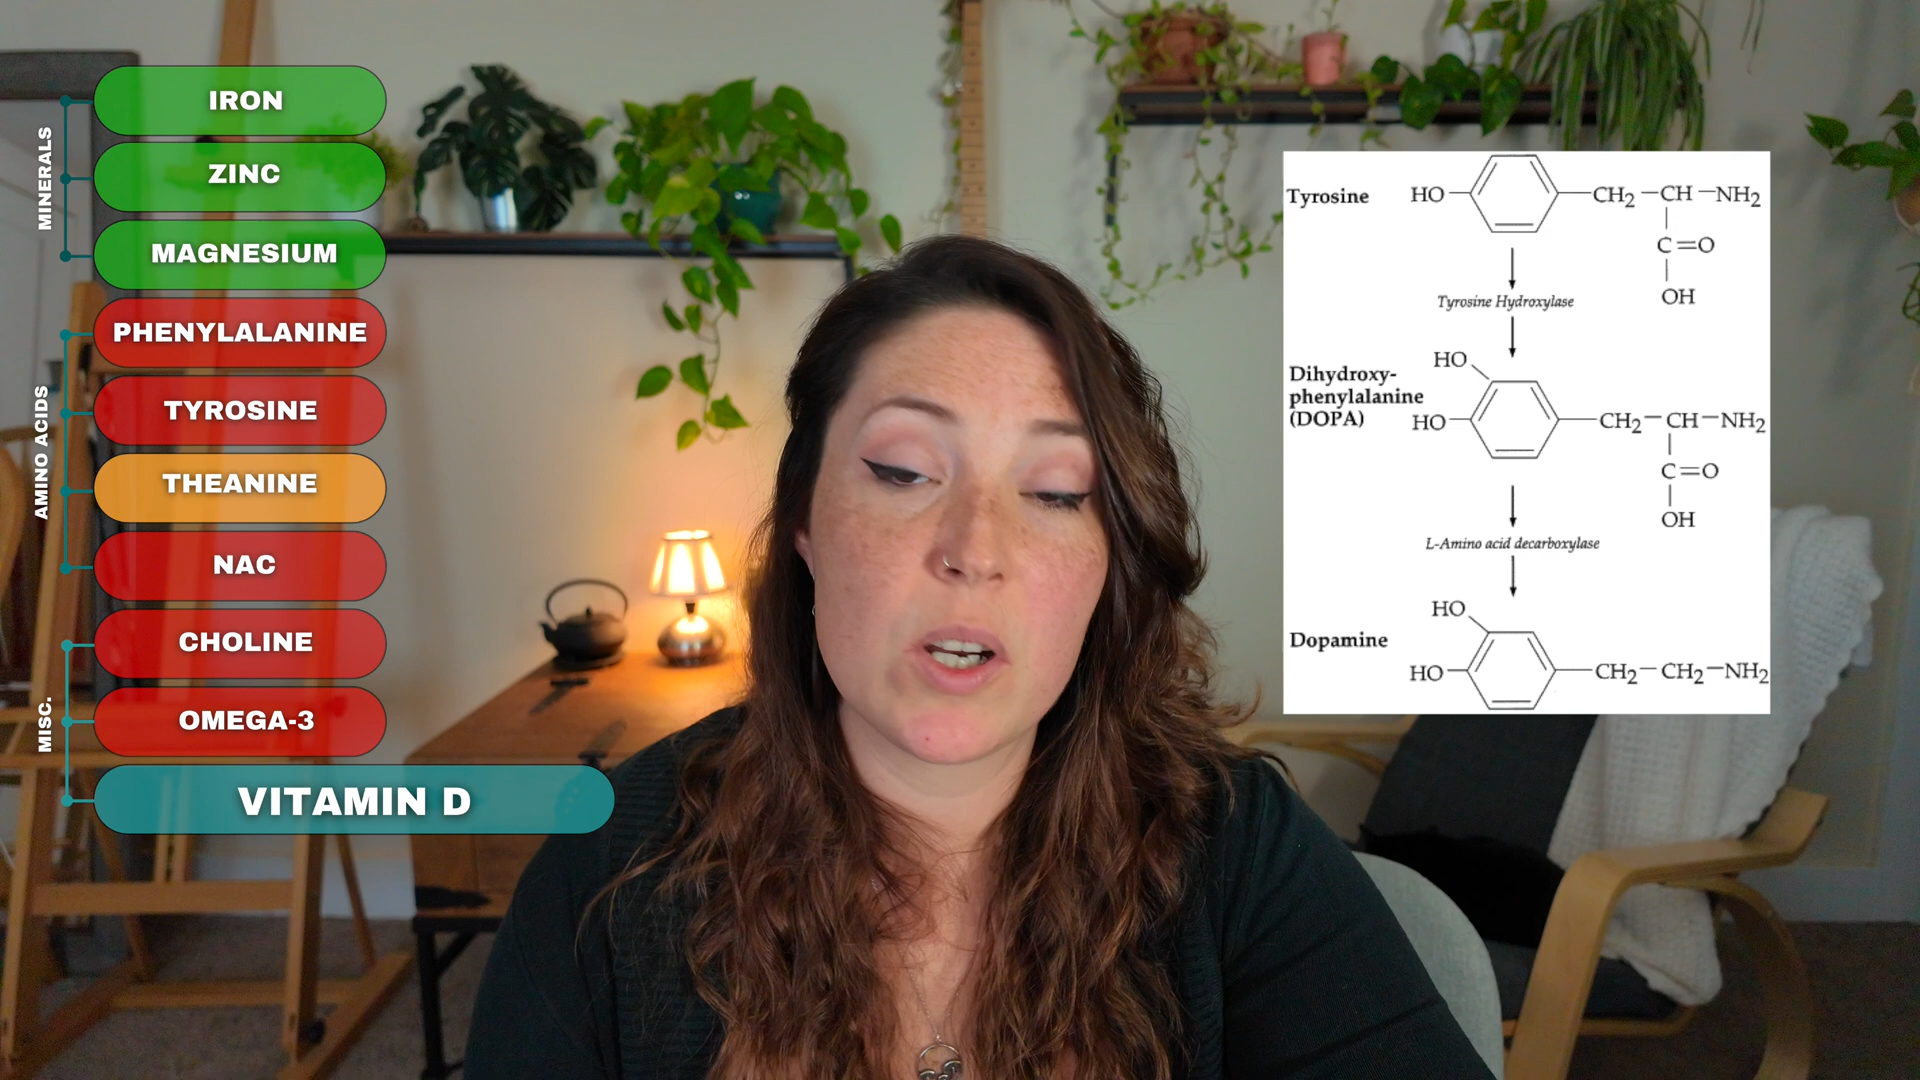 MINERALS
IRON
ZINC
MAGNESIUM
AMINO ACIDS
PHENYLALANINE
TYROSINE
THEANINE
NAC
MISC.
CHOLINE
OMEGA-3
VITAMIN D
Tyrosine
HO
CH2 — CH — NH2
C=O
OH
Tyrosine Hydroxylase
Dihydroxy-
phenylalanine
(DOPA)
HO
HO
CH2 — CH — NH2
C=O
OH
L-Amino acid decarboxylase
Dopamine
HO
HO
CH2 — CH2 — NH2